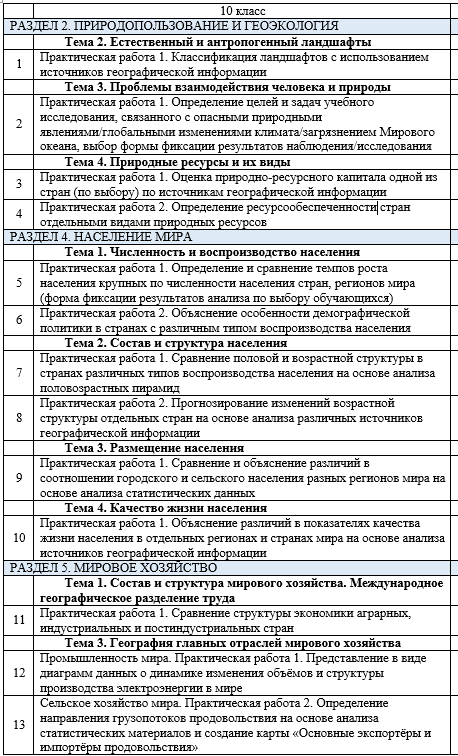 10 класс
РАЗДЕЛ 2. ПРИРОДОПОЛЬЗОВАНИЕ И ГЕОЭКОЛОГИЯ
Тема 2. Естественный и антропогенный ландшафты
1 Практическая работа 1. Классификация ландшафтов с использованием
источников географической информации
Тема 3. Проблемы взаимодействия человека и природы
2 Практическая работа 1. Определение целей и задач учебного
исследования, связанного с опасными природными
явлениями/глобальными изменениями климата/загрязнением Мирового
океана, выбор формы фиксации результатов наблюдения/исследования
Тема 4. Природные ресурсы и их виды
3 Практическая работа 1. Оценка природно-ресурсного капитала одной из
стран (по выбору) по источникам географической информации
4 Практическая работа 2. Определение ресурсообеспеченности стран
отдельными видами природных ресурсов
РАЗДЕЛ 4. НАСЕЛЕНИЕ МИРА
Тема 1. Численность и воспроизводство населения
5 Практическая работа 1. Определение и сравнение темпов роста
населения крупных по численности населения стран, регионов мира
(форма фиксации результатов анализа по выбору обучающихся)
6 Практическая работа 2. Объяснение особенности демографической
политики в странах с различным типом воспроизводства населения
Тема 2. Состав и структура населения
7 Практическая работа 1. Сравнение половой и возрастной структуры в
странах различных типов воспроизводства населения на основе анализа
половозрастных пирамид
8 Практическая работа 2. Прогнозирование изменений возрастной
структуры отдельных стран на основе анализа различных источников
географической информации
Тема 3. Размещение населения
9 Практическая работа 1. Сравнение и объяснение различий в
соотношении городского и сельского населения разных регионов мира на
основе анализа статистических данных
Тема 4. Качество жизни населения
10 Практическая работа 1. Объяснение различий в показателях качества
жизни населения в отдельных регионах и странах мира на основе анализа
источников географической информации
РАЗДЕЛ 5. МИРОВОЕ ХОЗЯЙСТВО
Тема 1. Состав и структура мирового хозяйства. Международное
географическое разделение труда
11 Практическая работа 1. Сравнение структуры экономики аграрных,
индустриальных и постиндустриальных стран
Тема 3. География главных отраслей мирового хозяйства
12 Промышленность мира. Практическая работа 1. Представление в виде
диаграмм данных о динамике изменения объёмов и структуры
производства электроэнергии в мире
13 Сельское хозяйство мира. Практическая работа 2. Определение
направления грузопотоков продовольствия на основе анализа
статистических материалов и создание карты «Основные экспортёры и
импортёры продовольствия»